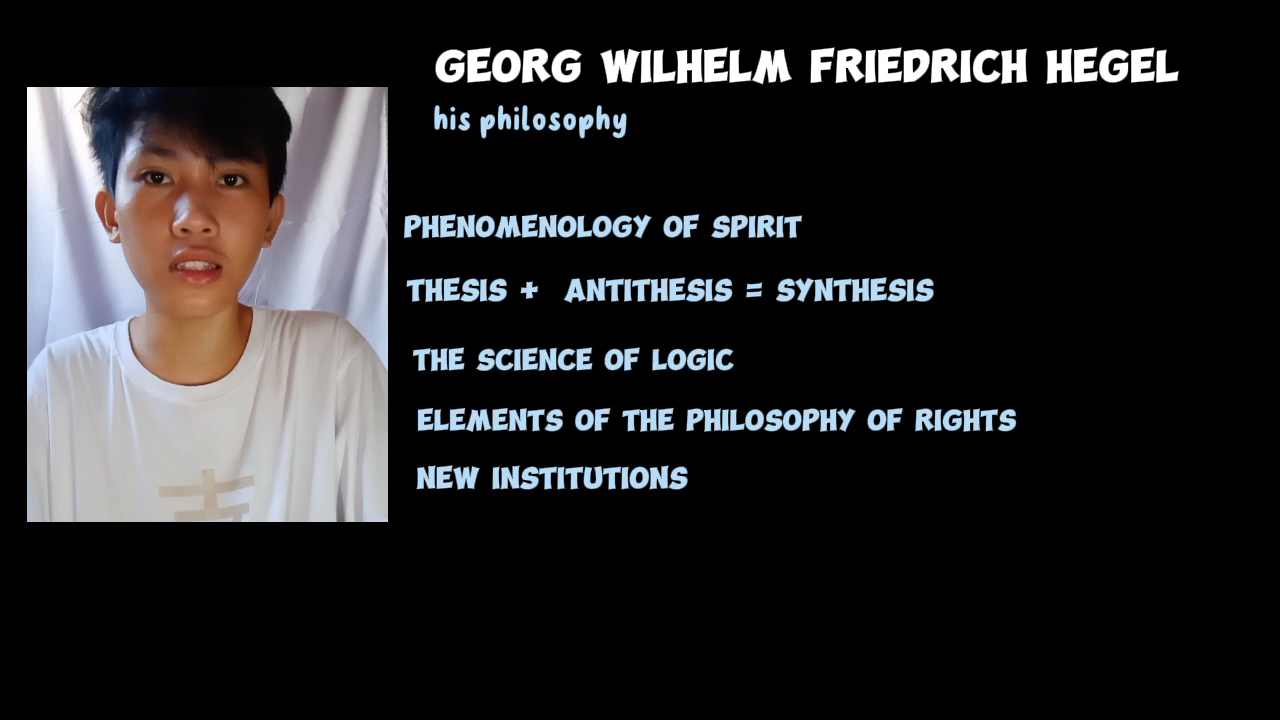 GEORG WILHELM FRIEDRICH HEGEL
his philosophy
PHENOMENOLOGY OF SPIRIT
THESIS + ANTITHESIS = SYNTHESIS
THE SCIENCE OF LOGIC
ELEMENTS OF THE PHILOSOPHY OF RIGHTS
NEW INSTITUTIONS